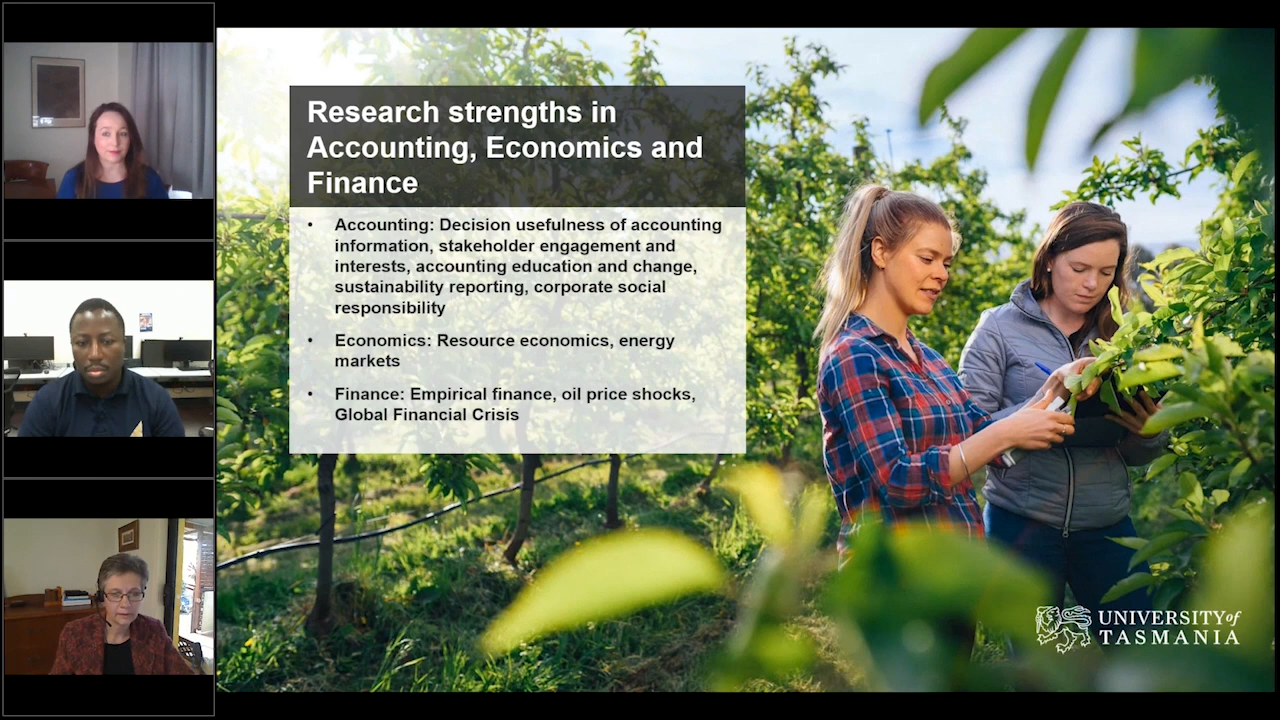 Research strengths in
Accounting, Economics and
Finance
• Accounting: Decision usefulness of accounting
information, stakeholder engagement and
interests, accounting education and change,
sustainability reporting, corporate social
responsibility
• Economics: Resource economics, energy
markets
• Finance: Empirical finance, oil price shocks,
Global Financial Crisis
UNIVERSITY of
TASMANIA